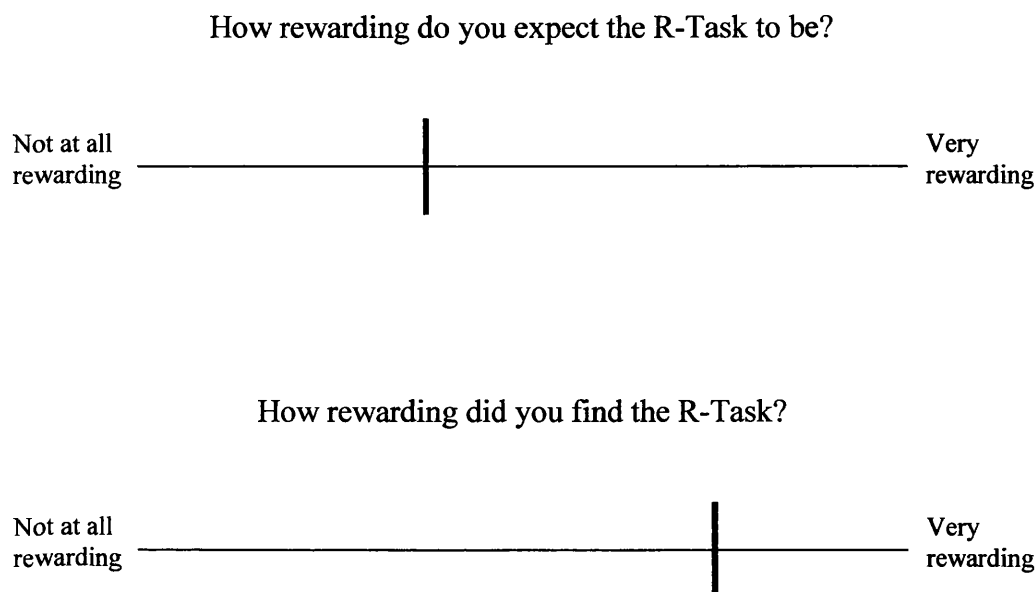 How rewarding do you expect the R-Task to be?
Not at all
rewarding
Very
rewarding
How rewarding did you find the R-Task?
Not at all
rewarding
Very
rewarding